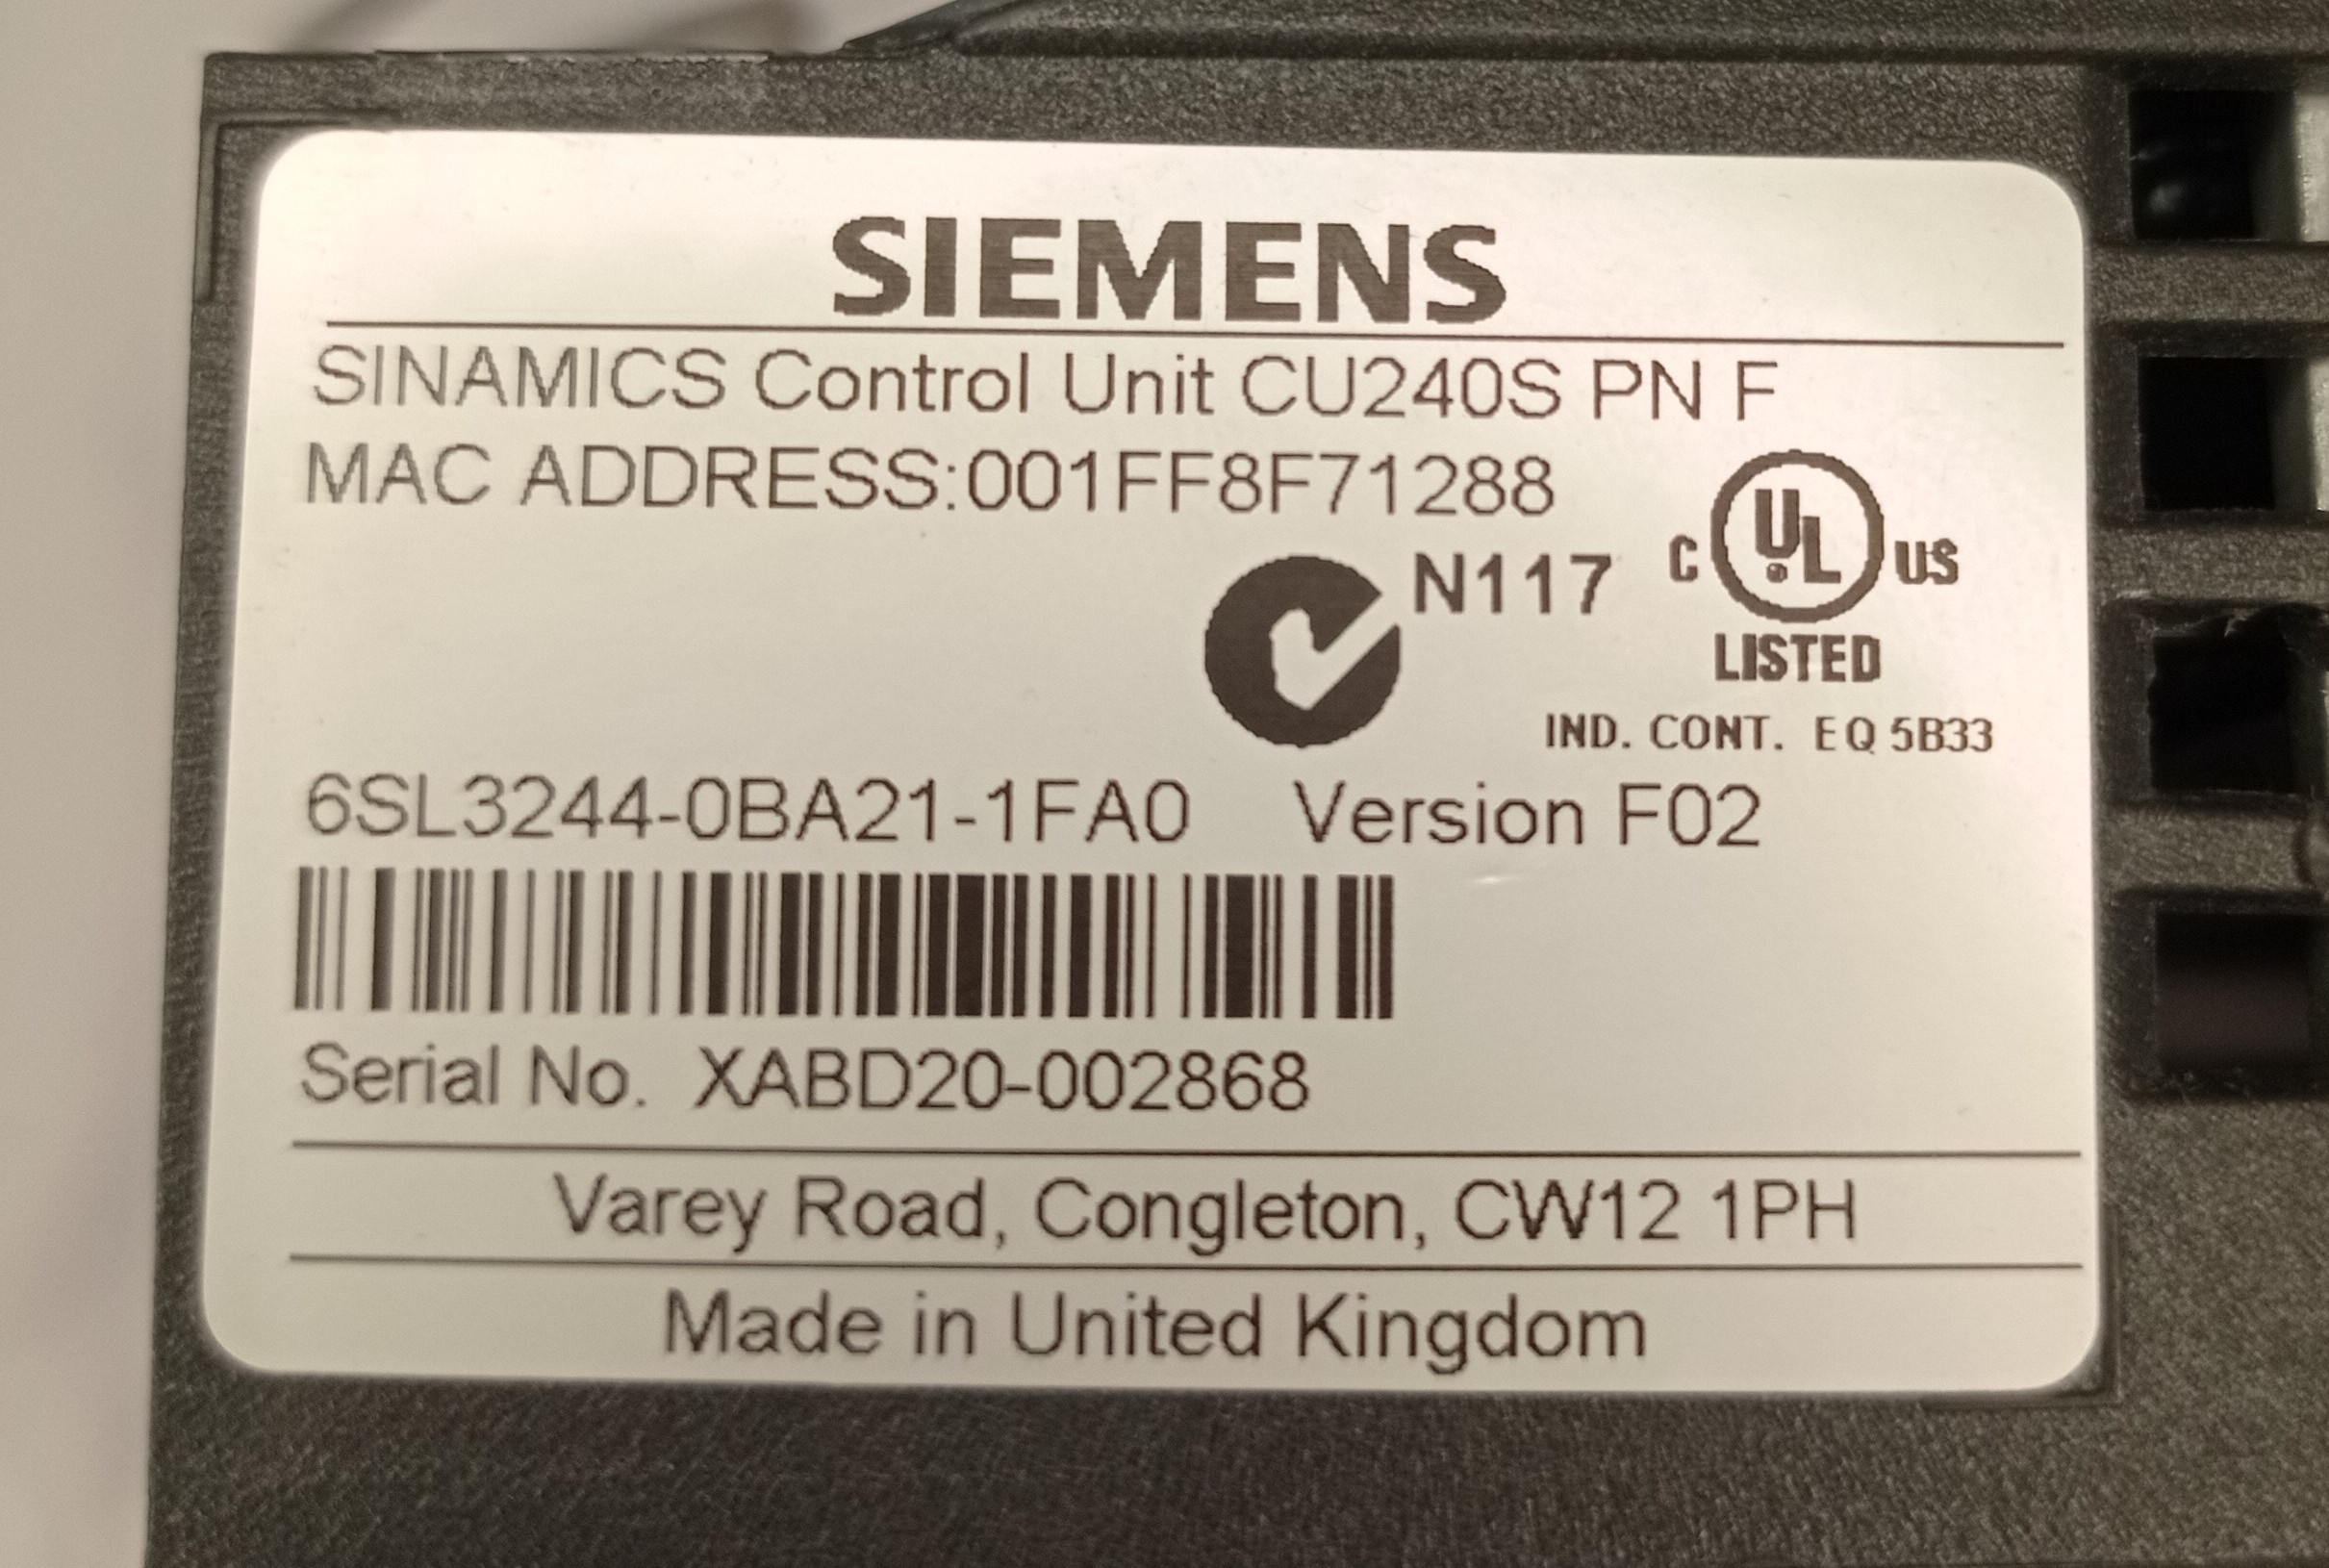 SIEMENS
SINAMICS Control Unit CU240S PN F
MAC ADDRESS:001FF8F71288
N117
C UL US
LISTED
IND. CONT. EQ 5B33
6SL3244-0BA21-1FA0 Version F02
Serial No. XABD20-002868
Varey Road, Congleton, CW12 1PH
Made in United Kingdom